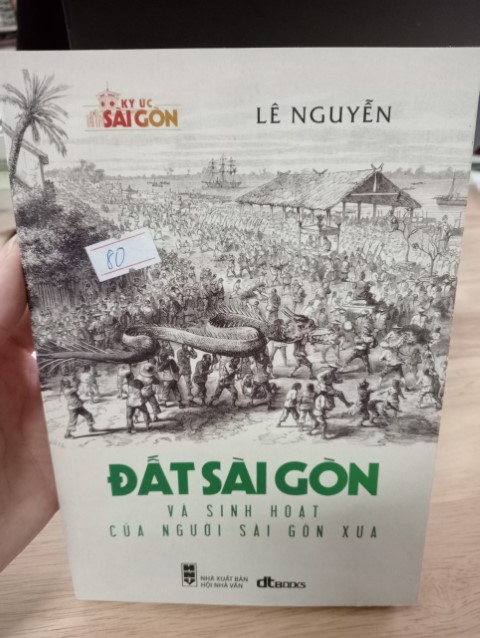 KÝ ỨC
SÀI GÒN
LÊ NGUYỄN
80
ĐẤT SÀI GÒN
VÀ SINH HOẠT
CỦA NGƯỜI SÀI GÒN XƯA
NHÀ XUẤT BẢN
HỘI NHÀ VĂN
dtBOOKS